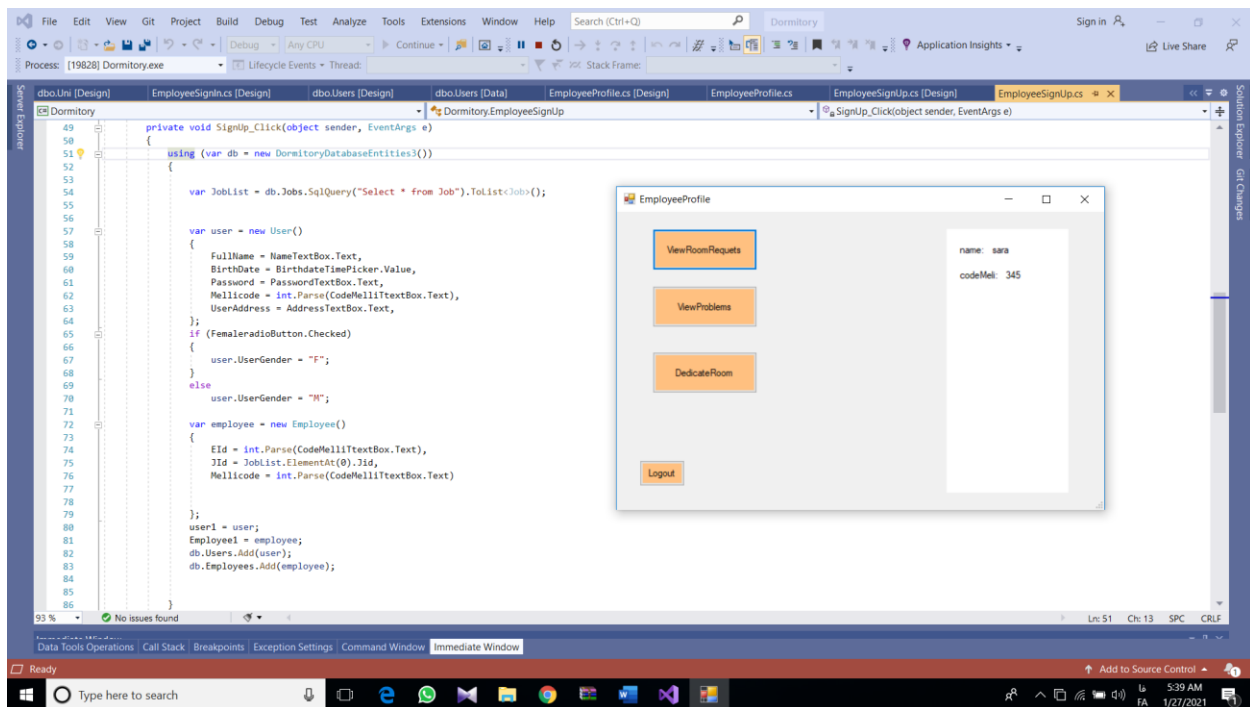 File Edit View Git Project Build Debug Test Analyze Tools Extensions Window Help Search (Ctrl+Q) Dormitory Sign in
Debug Any CPU Continue Application Insights Live Share
Process: [19828] Dormitory.exe Lifecycle Events Thread: Stack Frame:
Server Explorer
dbo.Uni [Design] EmployeeSignIn.cs [Design] dbo.Users [Design] dbo.Users [Data] EmployeeProfile.cs [Design] EmployeeProfile.cs EmployeeSignUp.cs [Design] EmployeeSignUp.cs
Solution Explorer
Git Changes
Dormitory Dormitory.EmployeeSignUp SignUp_Click(object sender, EventArgs e)
49 private void SignUp_Click(object sender, EventArgs e)
50 {
51 using (var db = new DormitoryDatabaseEntities3())
52 {
53
54 var JobList = db.Jobs.SqlQuery("Select * from Job").ToList<Job>();
55
56
57 var user = new User()
58 {
59 FullName = NameTextBox.Text,
60 BirthDate = BirthdateTimePicker.Value,
61 Password = PasswordTextBox.Text,
62 Mellicode = int.Parse(CodeMelliTtextBox.Text),
63 UserAddress = AddressTextBox.Text,
64 };
65 if (FemaleradioButton.Checked)
66 {
67 user.UserGender = "F";
68 }
69 else
70 user.UserGender = "M";
71
72 var employee = new Employee()
73 {
74 EId = int.Parse(CodeMelliTtextBox.Text),
75 JId = JobList.ElementAt(0).Jid,
76 Mellicode = int.Parse(CodeMelliTtextBox.Text)
77
78
79 };
80 user1 = user;
81 Employee1 = employee;
82 db.Users.Add(user);
83 db.Employees.Add(employee);
84
85
86 }
EmployeeProfile
ViewRoomRequets
ViewProblems
DedicateRoom
Logout
name: sara
codeMeli: 345
93 % No issues found Ln: 51 Ch: 13 SPC CRLF
Data Tools Operations Call Stack Breakpoints Exception Settings Command Window Immediate Window
Ready Add to Source Control
Type here to search
فا
FA
5:39 AM
1/27/2021